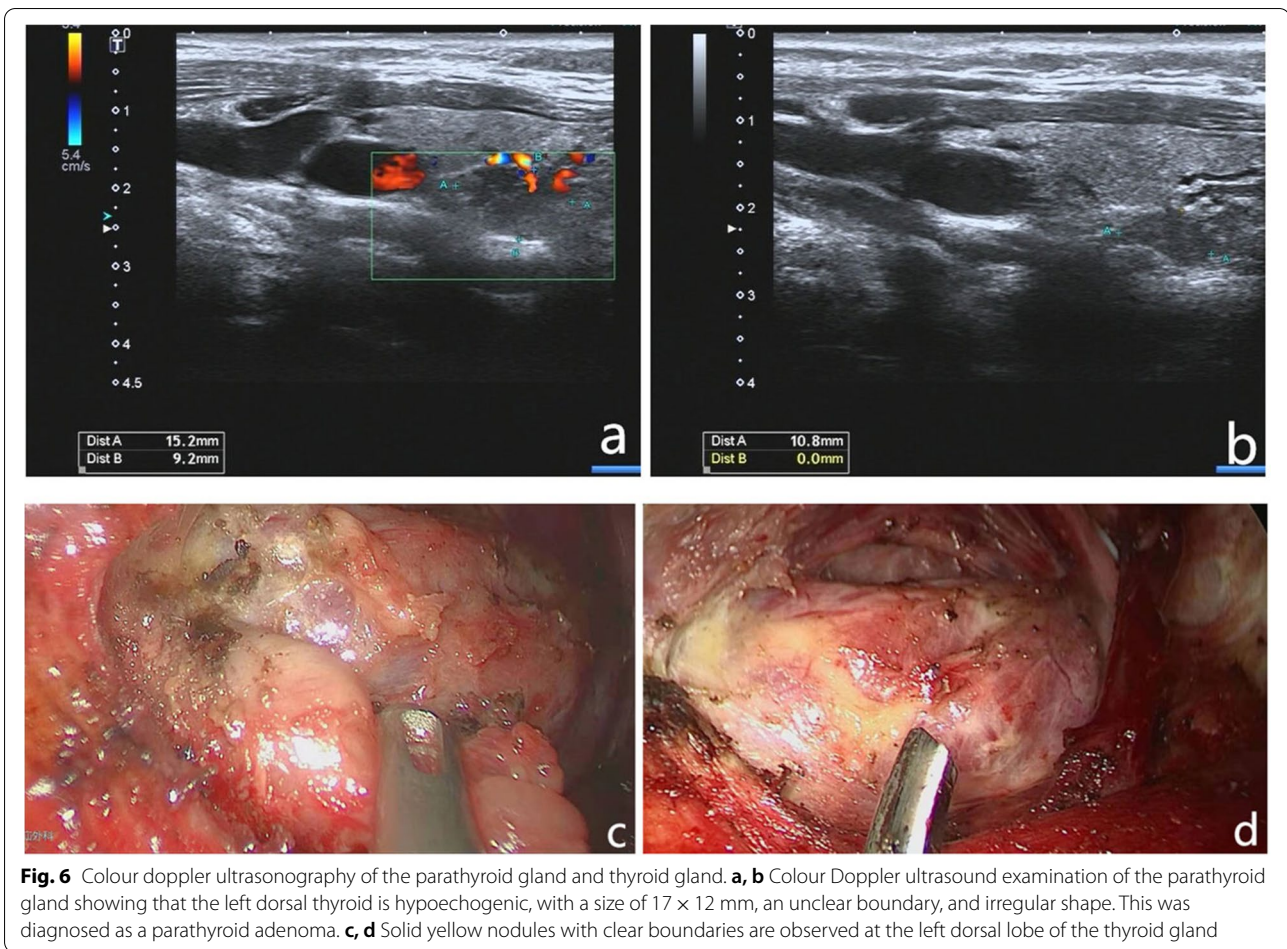 T
0
1
2
3
4
4.5
5.4
cm/s
A
B
A
B
Dist A 15.2mm
Dist B 9.2mm
a
0
1
2
3
4
A
A
Dist A 10.8mm
Dist B 0.0mm
b
c
d
Fig. 6 Colour doppler ultrasonography of the parathyroid gland and thyroid gland. a, b Colour Doppler ultrasound examination of the parathyroid
gland showing that the left dorsal thyroid is hypoechogenic, with a size of 17 × 12 mm, an unclear boundary, and irregular shape. This was
diagnosed as a parathyroid adenoma. c, d Solid yellow nodules with clear boundaries are observed at the left dorsal lobe of the thyroid gland